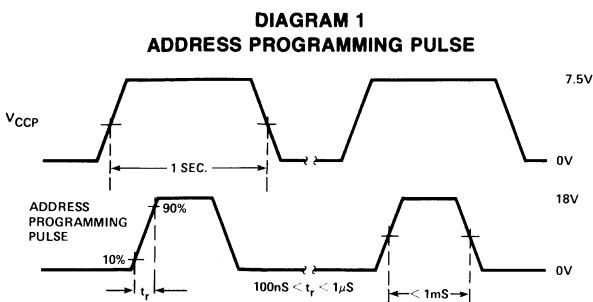 DIAGRAM 1
ADDRESS PROGRAMMING PULSE
7.5V
VCCP
1 SEC.
0V
18V
ADDRESS
PROGRAMMING
PULSE
90%
10%
0V
tr
100nS < tr < 1µS
< 1mS